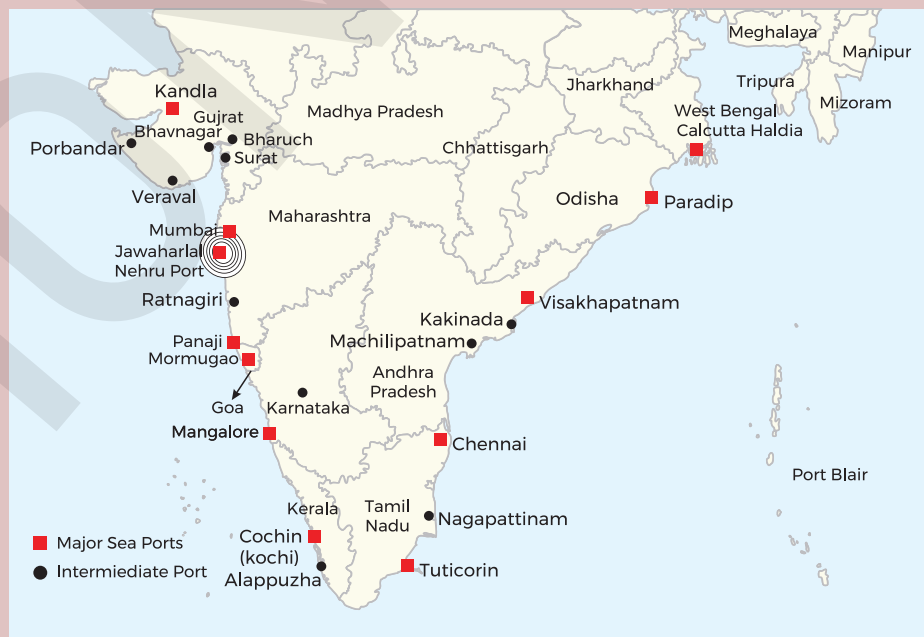 Meghalaya
Manipur
Tripura
Mizoram
Jharkhand
West Bengal
Calcutta Haldia
Kandla
Gujrat
Bhavnagar
Bharuch
Porbandar
Surat
Veraval
Madhya Pradesh
Chhattisgarh
Odisha
Paradip
Maharashtra
Mumbai
Jawaharlal
Nehru Port
Ratnagiri
Visakhapatnam
Kakinada
Machilipatnam
Panaji
Mormugao
Andhra
Pradesh
Goa
Karnataka
Mangalore
Chennai
Port Blair
Kerala
Tamil
Nadu
Nagapattinam
Cochin
(kochi)
Alappuzha
Tuticorin
Major Sea Ports
Intermiediate Port